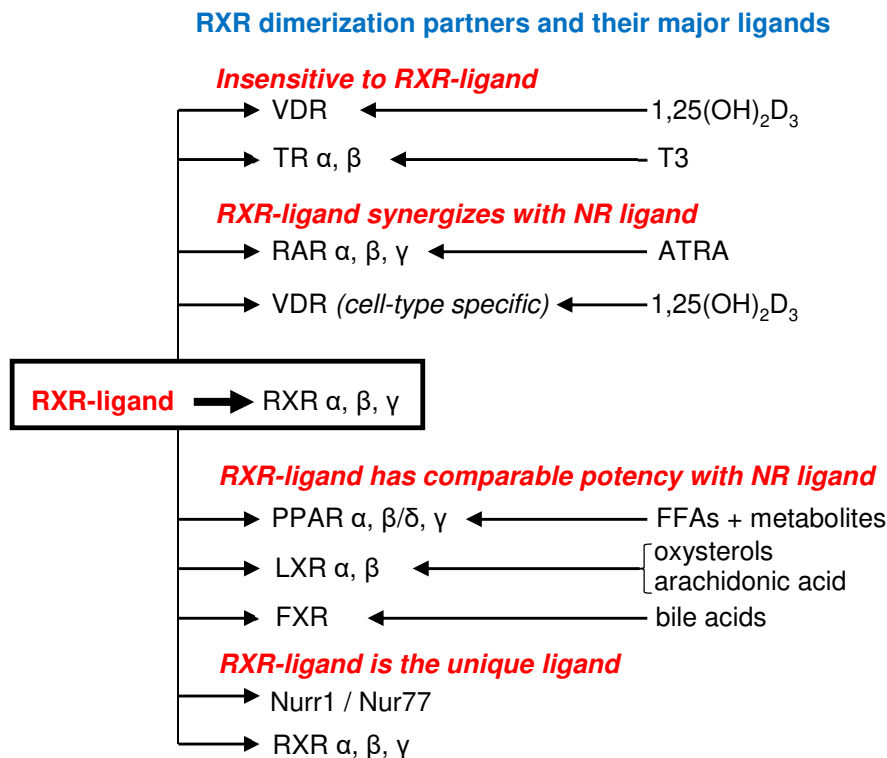 RXR dimerization partners and their major ligands
Insensitive to RXR-ligand
VDR 1,25(OH)₂D₃
TR α, β T3
RXR-ligand synergizes with NR ligand
RAR α, β, γ ATRA
VDR (cell-type specific) 1,25(OH)₂D₃
RXR-ligand RXR α, β, γ
RXR-ligand has comparable potency with NR ligand
PPAR α, β/δ, γ FFAs + metabolites
LXR α, β oxysterols
arachidonic acid
FXR bile acids
RXR-ligand is the unique ligand
Nurr1 / Nur77
RXR α, β, γ